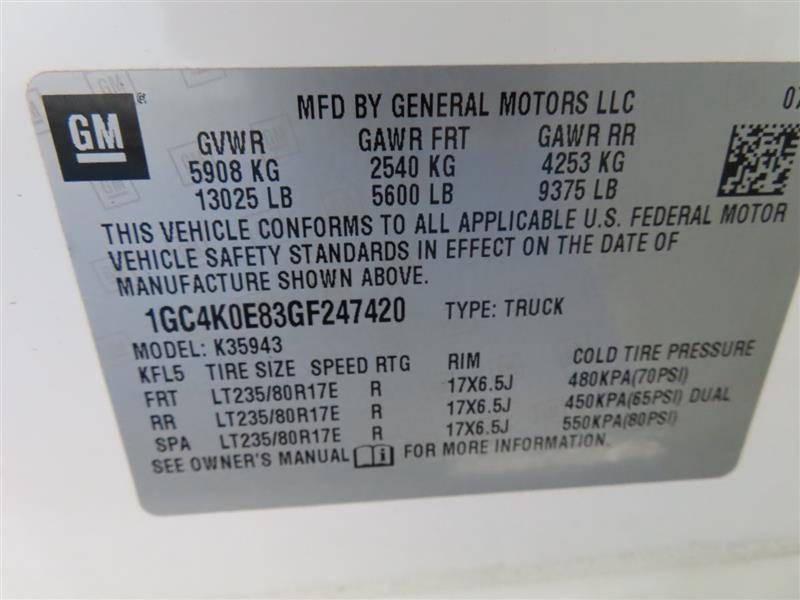 GM ®
MFD BY GENERAL MOTORS LLC 07
GVWR GAWR FRT GAWR RR
5908 KG 2540 KG 4253 KG
13025 LB 5600 LB 9375 LB
THIS VEHICLE CONFORMS TO ALL APPLICABLE U.S. FEDERAL MOTOR
VEHICLE SAFETY STANDARDS IN EFFECT ON THE DATE OF
MANUFACTURE SHOWN ABOVE.
1GC4K0E83GF247420 TYPE: TRUCK
MODEL: K35943
KFL5 TIRE SIZE SPEED RTG RIM COLD TIRE PRESSURE
FRT LT235/80R17E R 17X6.5J 480KPA(70PSI)
RR LT235/80R17E R 17X6.5J 450KPA(65PSI) DUAL
SPA LT235/80R17E R 17X6.5J 550KPA(80PSI)
SEE OWNER'S MANUAL i FOR MORE INFORMATION.